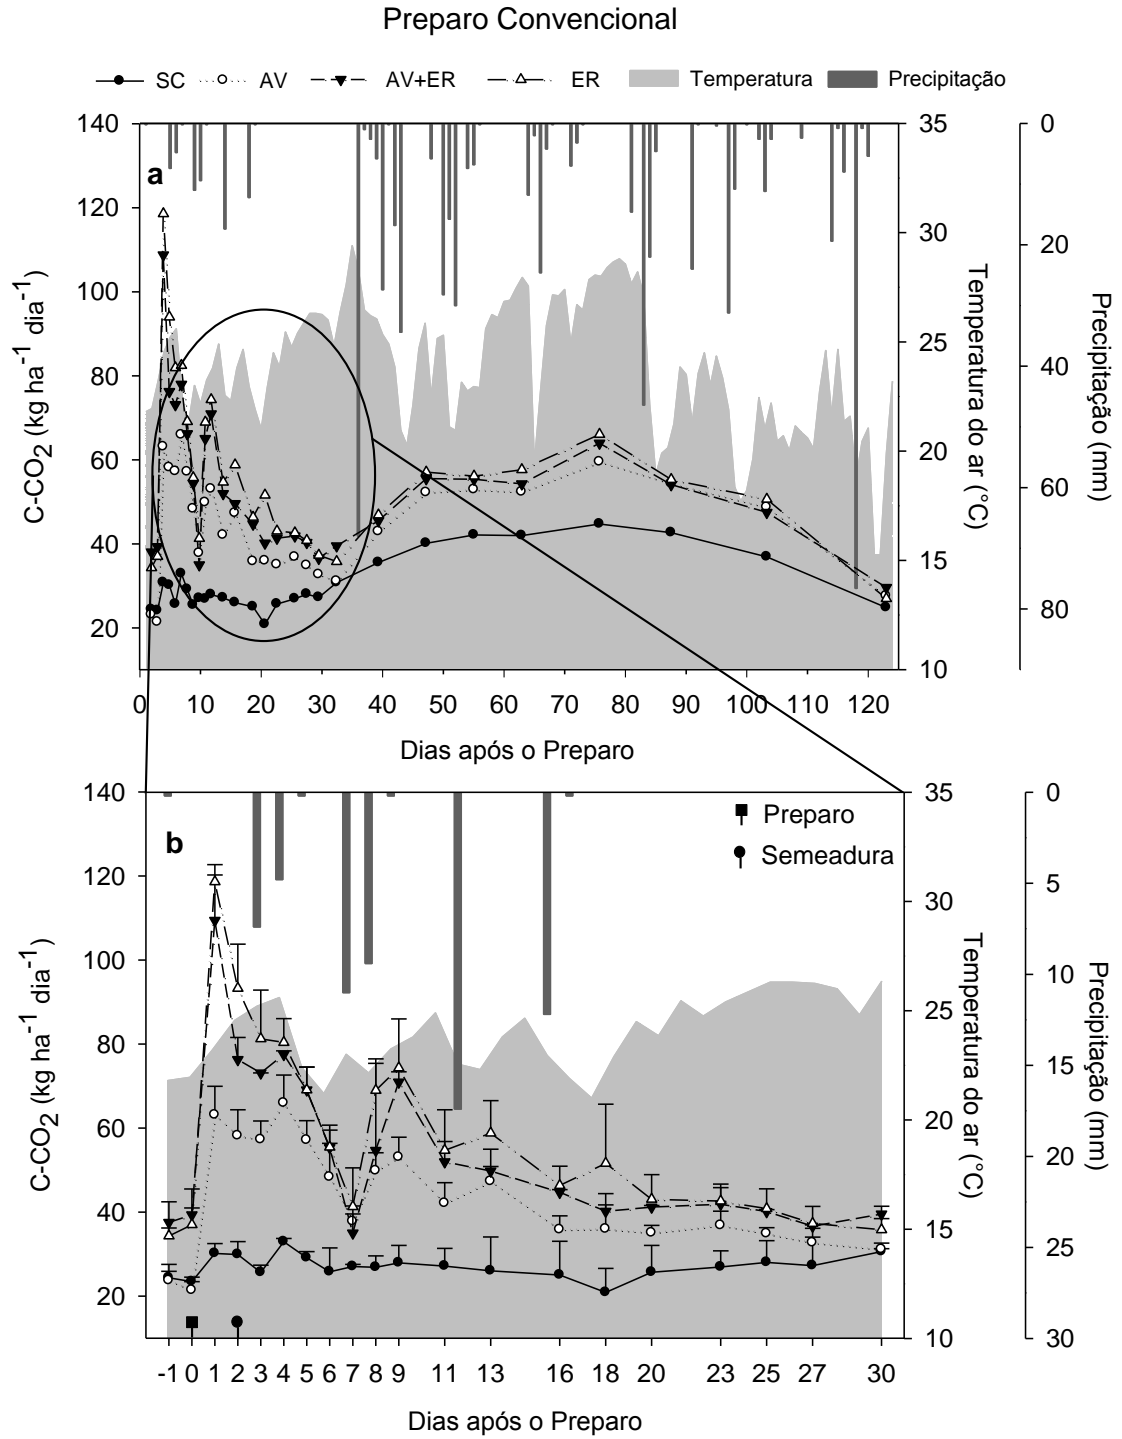 Preparo Convencional
SC AV AV+ER ER Temperatura Precipitação
140 35 0
a
120 30 20
100
25 40
80
20
60 60
40 15
20 80
10
C-CO2 (kg ha-1 dia-1)
Temperatura do ar (°C)
Precipitação (mm)
0 10 20 30 40 50 60 70 80 90 100 110 120
Dias após o Preparo
140 35 0
Preparo
b
Semeadura
120 5
30
100 10
25
80 15
60 20
20
40
15 25
20
10 30
C-CO2 (kg ha-1 dia-1)
Temperatura do ar (°C)
Precipitação (mm)
-1 0 1 2 3 4 5 6 7 8 9 11 13 16 18 20 23 25 27 30
Dias após o Preparo